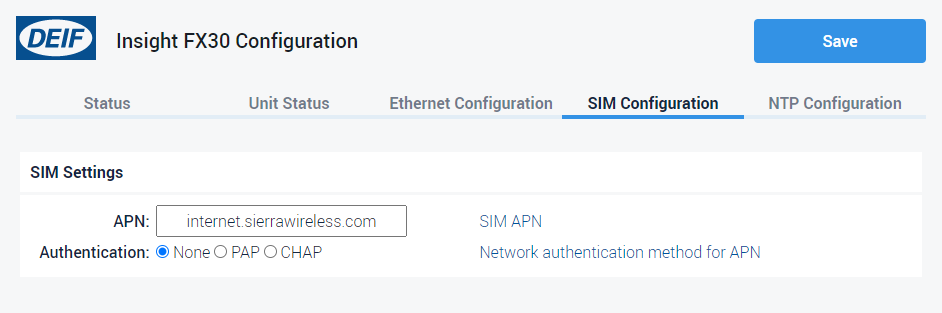 DEIF
Insight FX30 Configuration
Save
Status Unit Status Ethernet Configuration SIM Configuration NTP Configuration
SIM Settings
APN: internet.sierrawireless.com SIM APN
Authentication: None PAP CHAP Network authentication method for APN